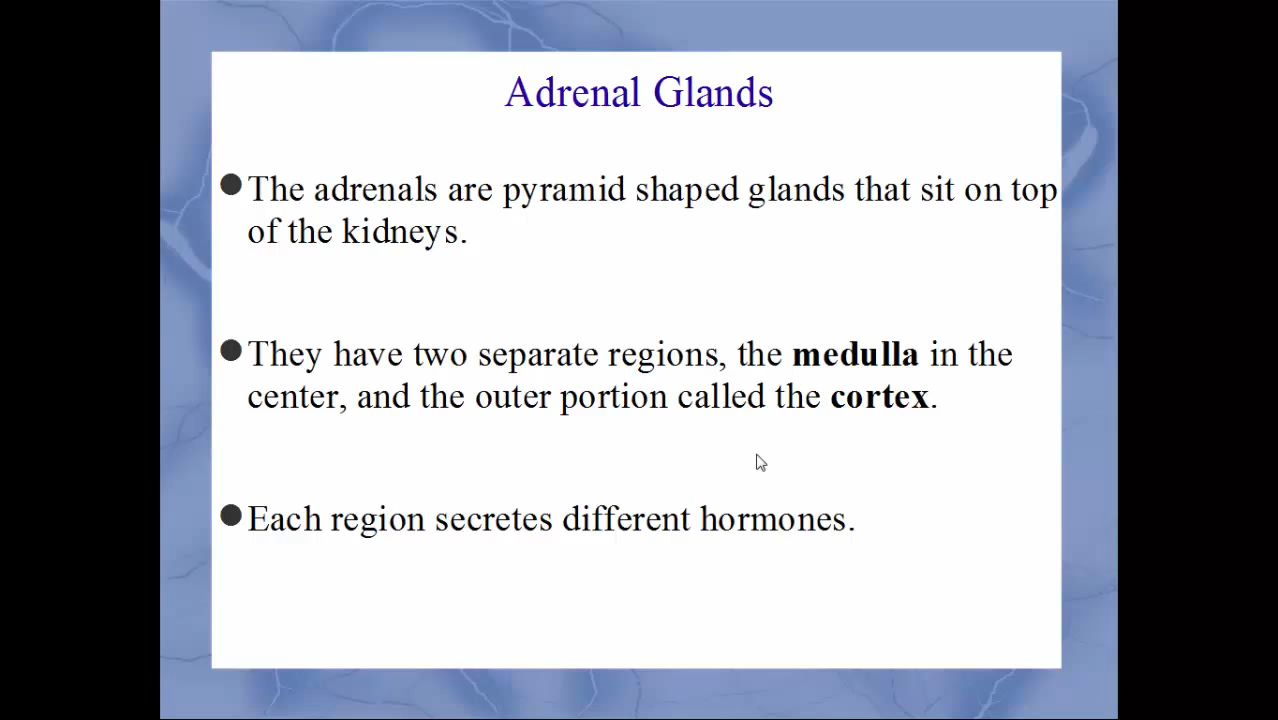 Adrenal Glands
●The adrenals are pyramid shaped glands that sit on top
of the kidneys.
●They have two separate regions, the medulla in the
center, and the outer portion called the cortex.
●Each region secretes different hormones.